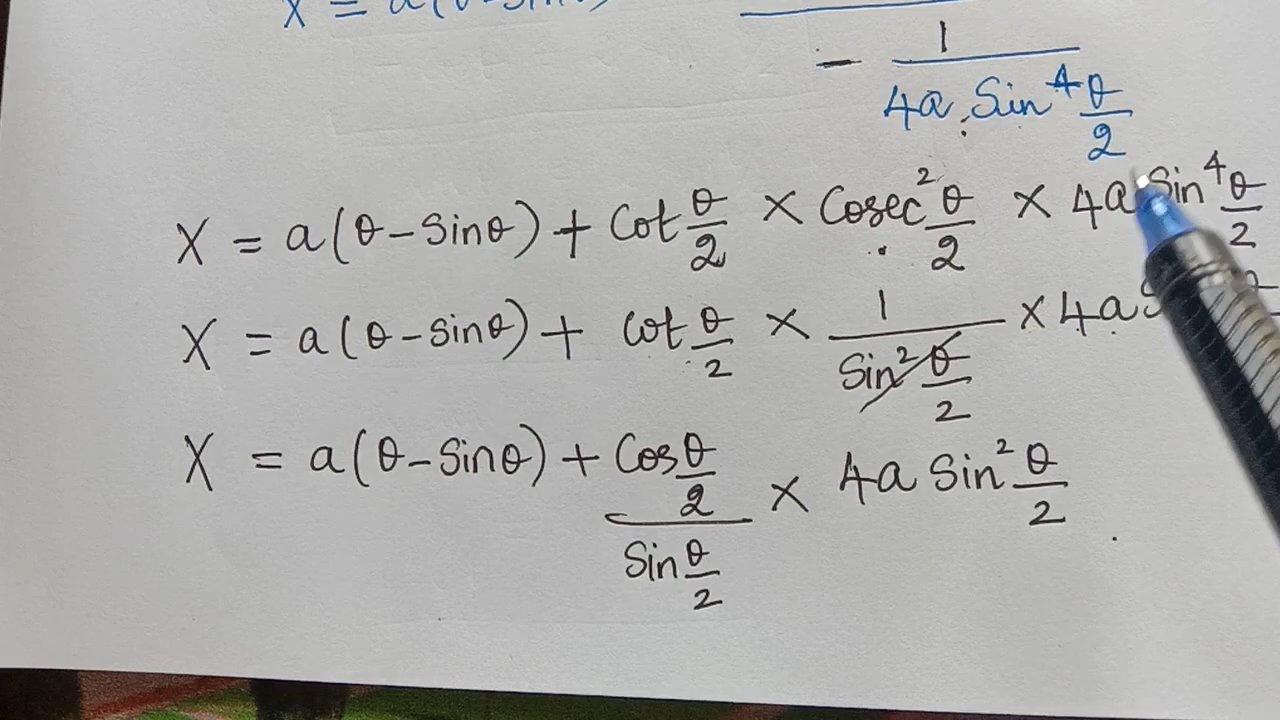 X = a(θ-sinθ)
- 1/(4a.Sin⁴ θ/2)
X = a(θ-Sinθ) + Cot θ/2 × Cosec² θ/2 × 4a Sin⁴ θ/2
X = a(θ-sinθ) + cot θ/2 × 1/(Sin² θ/2) × 4a
X = a(θ-Sinθ) + (Cos θ/2)/(Sin θ/2) × 4a Sin² θ/2